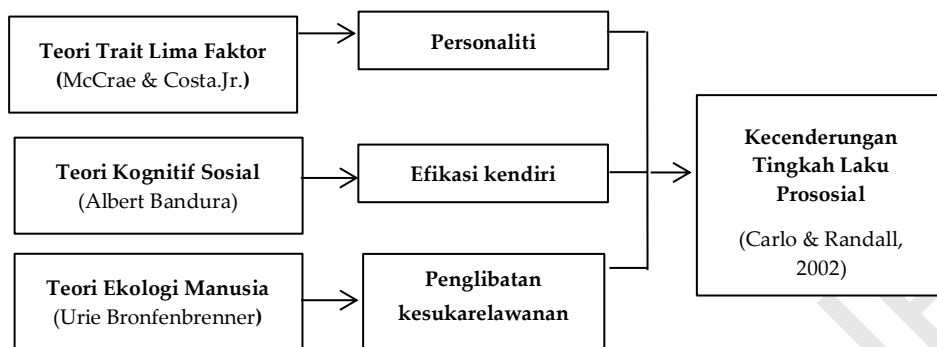 Teori Trait Lima Faktor
(McCrae & Costa.Jr.)
Personaliti
Teori Kognitif Sosial
(Albert Bandura)
Efikasi kendiri
Teori Ekologi Manusia
(Urie Bronfenbrenner)
Penglibatan
kesukarelawanan
Kecenderungan
Tingkah Laku
Prososial
(Carlo & Randall,
2002)